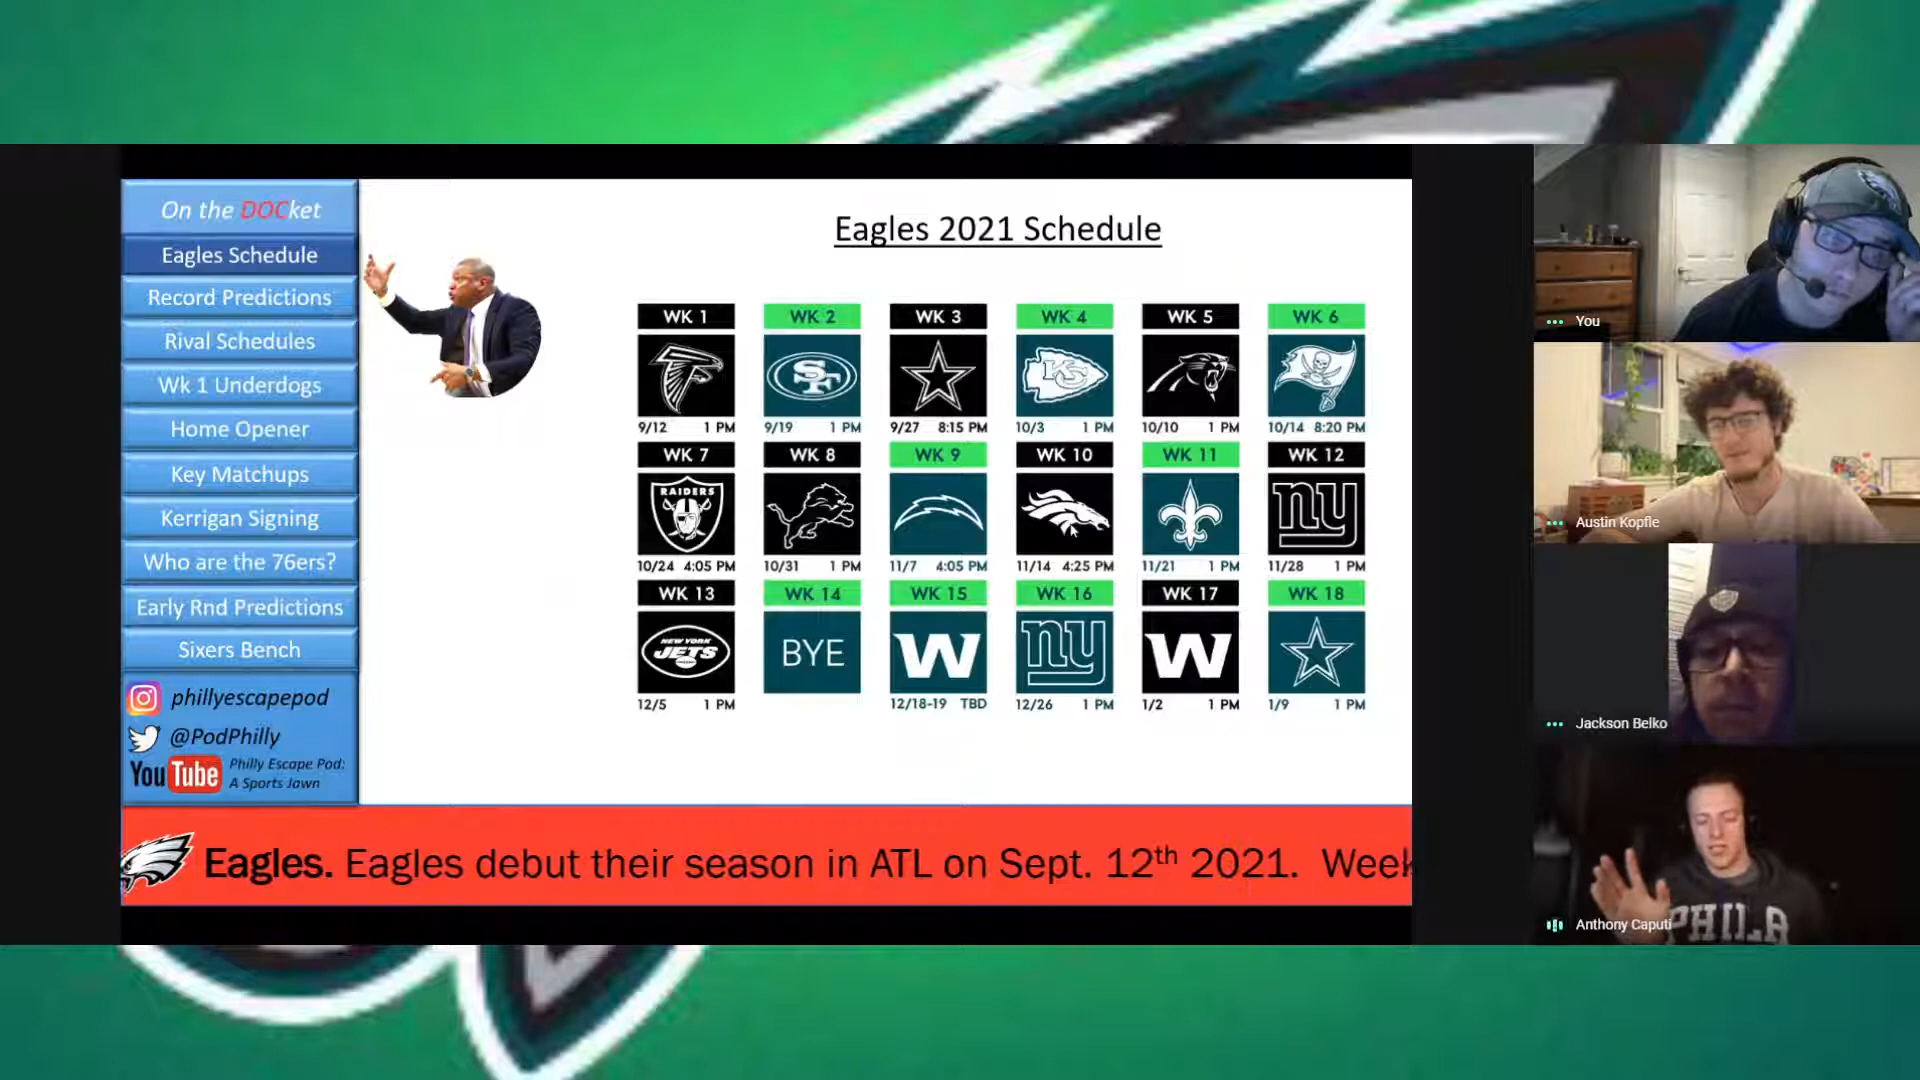 On the DOCket
Eagles Schedule
Record Predictions
Rival Schedules
Wk 1 Underdogs
Home Opener
Key Matchups
Kerrigan Signing
Who are the 76ers?
Early Rnd Predictions
Sixers Bench
phillyescapepod
@PodPhilly
YouTube
Philly Escape Pod:
A Sports Jawn
Eagles 2021 Schedule
WK 1 WK 2 WK 3 WK 4 WK 5 WK 6
SF KC
9/12 1 PM 9/19 1 PM 9/27 8:15 PM 10/3 1 PM 10/10 1 PM 10/14 8:20 PM
WK 7 WK 8 WK 9 WK 10 WK 11 WK 12
RAIDERS ny
10/24 4:05 PM 10/31 1 PM 11/7 4:05 PM 11/14 4:25 PM 11/21 1 PM 11/28 1 PM
WK 13 WK 14 WK 15 WK 16 WK 17 WK 18
NEW YORK
JETS BYE W ny W
12/5 1 PM 12/18-19 TBD 12/26 1 PM 1/2 1 PM 1/9 1 PM
Eagles. Eagles debut their season in ATL on Sept. 12th 2021. Week
You
Austin Kopfle
Jackson Belko
Anthony Caputi
PHILA